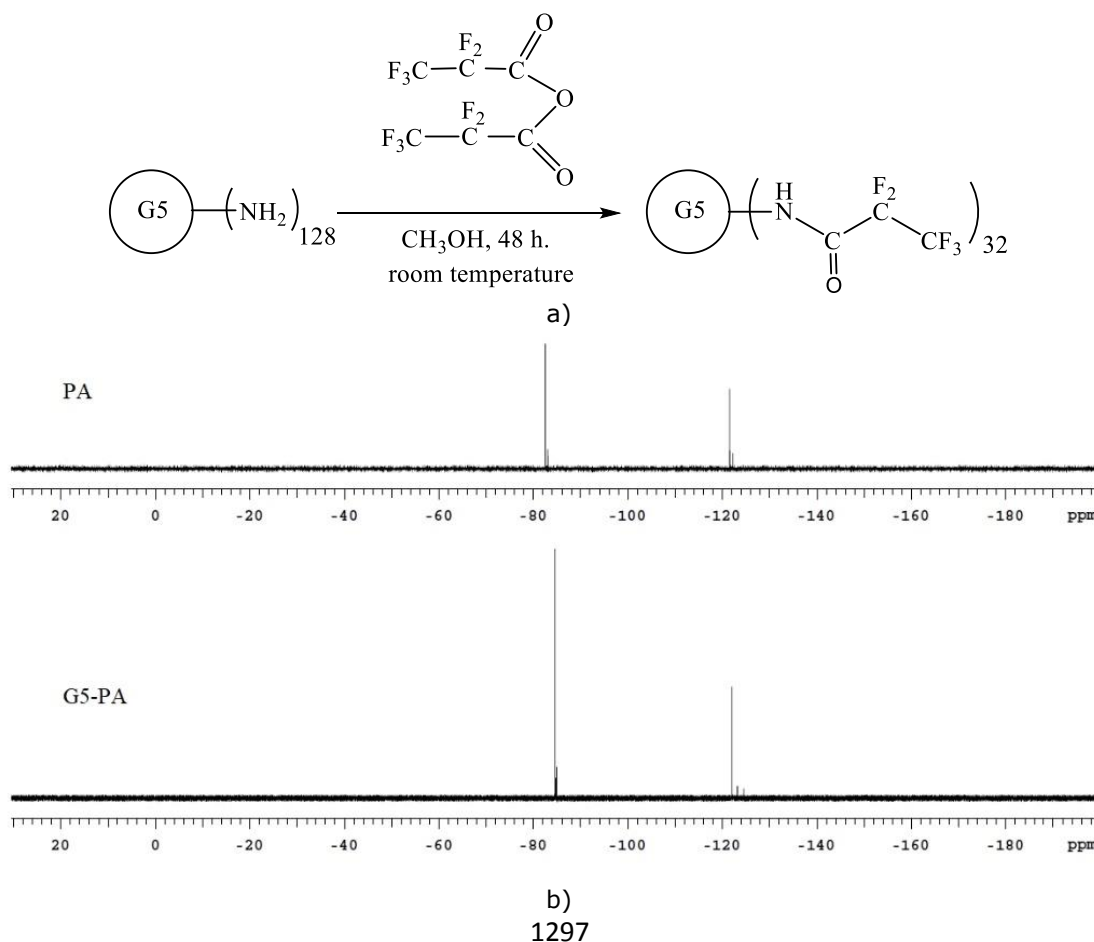 O
F2
F3C C C
O
F2
F3C C C
O
G5 (NH2)128
CH3OH, 48 h.
room temperature
G5 (H N C O F2 C CF3)32
a)
PA
20 0 -20 -40 -60 -80 -100 -120 -140 -160 -180 ppm
G5-PA
20 0 -20 -40 -60 -80 -100 -120 -140 -160 -180 ppm
b)
1297